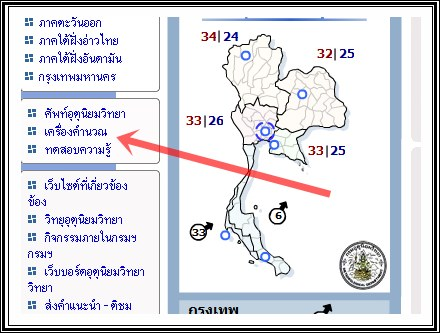 ภาคตะวันออก
ภาคใต้ฝั่งอ่าวไทย
ภาคใต้ฝั่งอันดามัน
กรุงเทพมหานคร
ศัพท์อุตุนิยมวิทยา
เครื่องคำนวณ
ทดสอบความรู้
เว็บไซต์ที่เกี่ยวข้อง
ข้อง
วิทยุอุตุนิยมวิทยา
กิจกรรมภายในกรมฯ
กรมฯ
เว็บบอร์ดอุตุนิยมวิทยา
วิทยา
ส่งคำแนะนำ - ติชม
34|24
32|25
33|26
33|25
6
33
กรุงเทพ